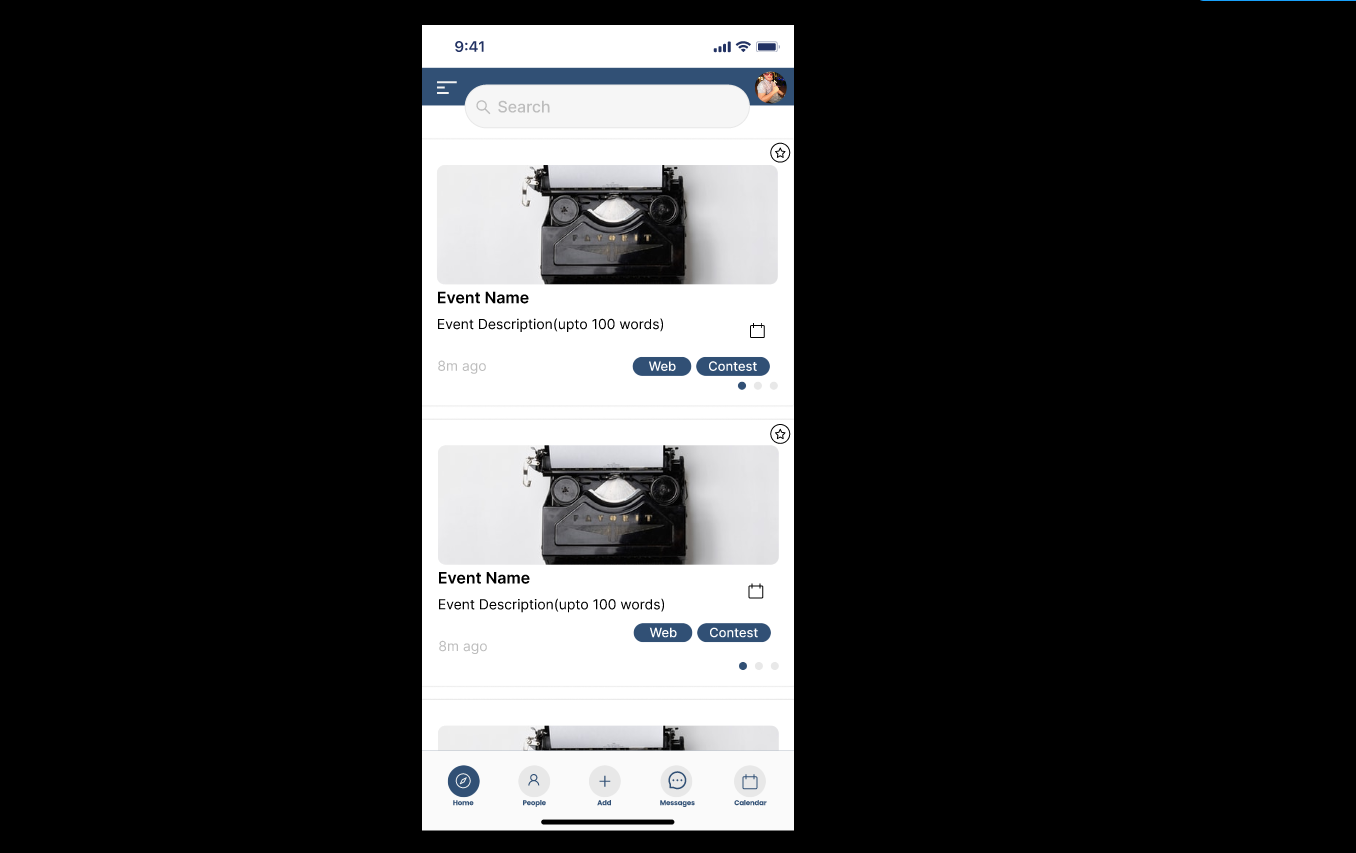 9:41
Search
Event Name
Event Description(upto 100 words)
8m ago
Web Contest
Event Name
Event Description(upto 100 words)
Web Contest
8m ago
Home People Add Messages Calendar